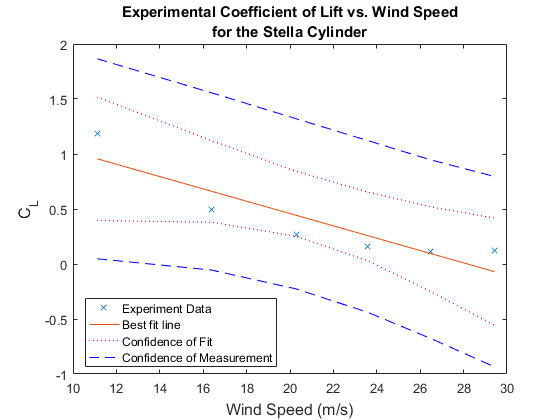 Experimental Coefficient of Lift vs. Wind Speed
for the Stella Cylinder
2
1.5
1
0.5
0
-0.5
-1
C_L
Experiment Data
Best fit line
Confidence of Fit
Confidence of Measurement
10 12 14 16 18 20 22 24 26 28 30
Wind Speed (m/s)